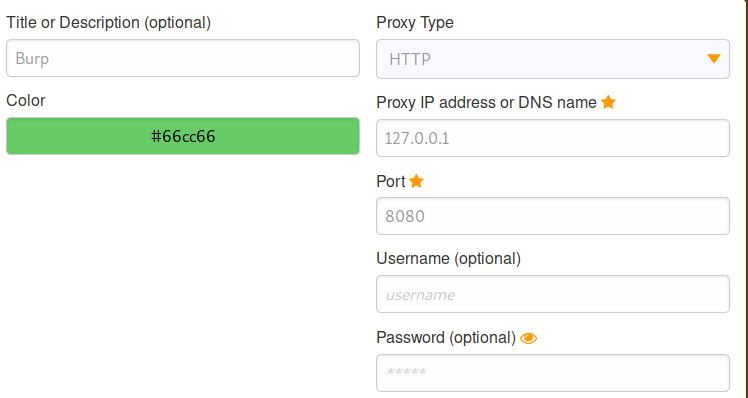 Title or Description (optional)
Burp
Color
#66cc66
Proxy Type
HTTP
Proxy IP address or DNS name
127.0.0.1
Port
8080
Username (optional)
username
Password (optional)
*****